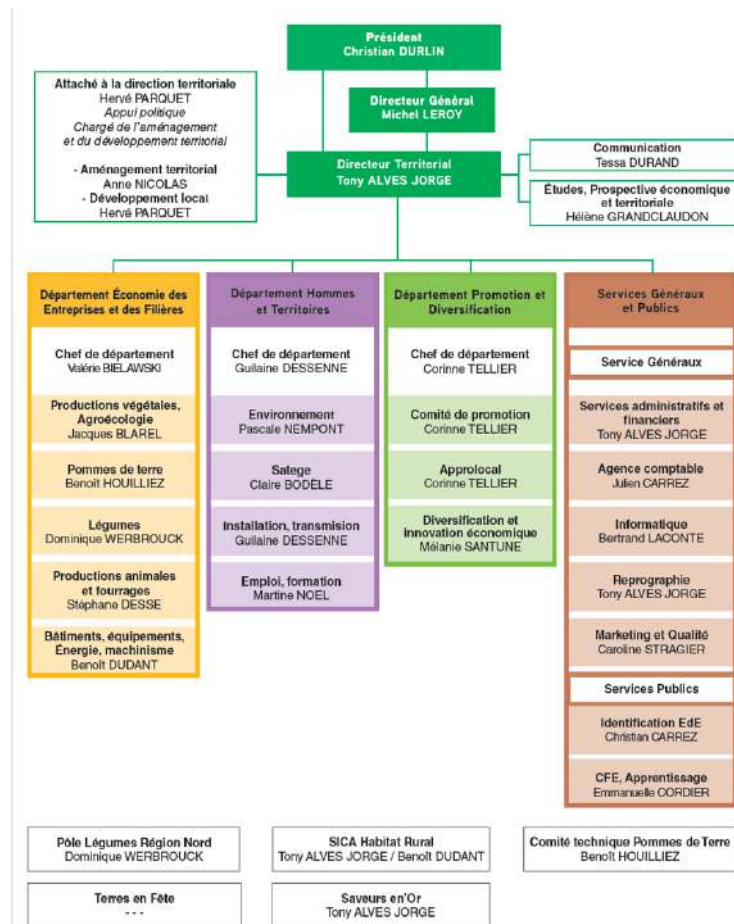 Président
Christian DURLIN
Attaché à la direction territoriale
Hervé PARQUET
Appui politique
Chargé de l'aménagement
et du développement territorial
- Aménagement territorial
Anne NICOLAS
- Développement local
Hervé PARQUET
Directeur Général
Michel LEROY
Directeur Territorial
Tony ALVES JORGE
Communication
Tessa DURAND
Études, Prospective économique
et territoriale
Hélène GRANDCLAUDON
Département Économie des
Entreprises et des Filières
Chef de département
Valérie BIELAWSKI
Productions végétales,
Agroécologie
Jacques BLAREL
Pommes de terre
Benoît HOUILLIEZ
Légumes
Dominique WERBROUCK
Productions animales
et fourrages
Stéphane DESSE
Bâtiments, équipements,
Énergie, machinisme
Benoît DUDANT
Département Hommes
et Territoires
Chef de département
Guilaine DESSENNE
Environnement
Pascale NEMPONT
Satege
Claire BODÈLE
Installation, transmision
Guilaine DESSENNE
Emploi, formation
Martine NOEL
Département Promotion et
Diversification
Chef de département
Corinne TELLIER
Comité de promotion
Corinne TELLIER
Approlocal
Corinne TELLIER
Diversification et
innovation économique
Mélanie SANTUNE
Services Généraux
et Publics
Service Généraux
Services administratifs et
financiers
Tony ALVES JORGE
Agence comptable
Julien CARREZ
Informatique
Bertrand LACONTE
Reprographie
Tony ALVES JORGE
Marketing et Qualité
Caroline STRAGIER
Services Publics
Identification EdE
Christian CARREZ
CFE, Apprentissage
Emmanuelle CORDIER
Pôle Légumes Région Nord
Dominique WERBROUCK
SICA Habitat Rural
Tony ALVES JORGE / Benoît DUDANT
Comité technique Pommes de Terre
Benoît HOUILLIEZ
Terres en Fête
- - -
Saveurs en'Or
Tony ALVES JORGE